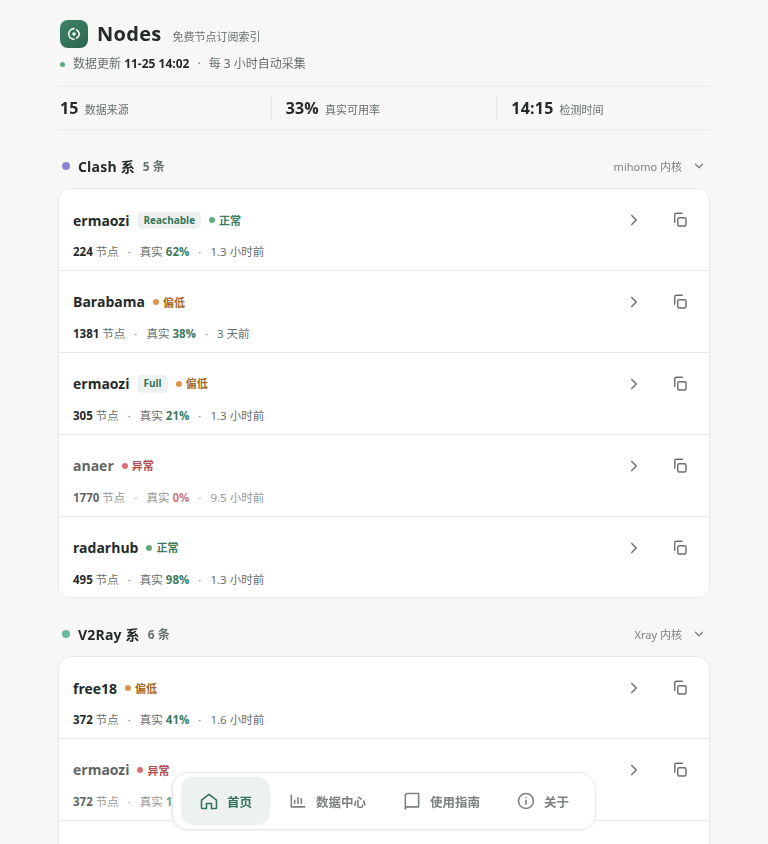 Nodes 免费节点订阅索引
数据更新 11-25 14:02 · 每 3 小时自动采集
15 数据来源 33% 真实可用率 14:15 检测时间
Clash 系 5 条 mihomo 内核
ermaozi Reachable 正常
224 节点 · 真实 62% · 1.3 小时前
Barabama 偏低
1381 节点 · 真实 38% · 3 天前
ermaozi Full 偏低
305 节点 · 真实 21% · 1.3 小时前
anaer 异常
1770 节点 · 真实 0% · 9.5 小时前
radarhub 正常
495 节点 · 真实 98% · 1.3 小时前
V2Ray 系 6 条 Xray 内核
free18 偏低
372 节点 · 真实 41% · 1.6 小时前
ermaozi 异常
372 节点 · 真实
首页 数据中心 使用指南 关于